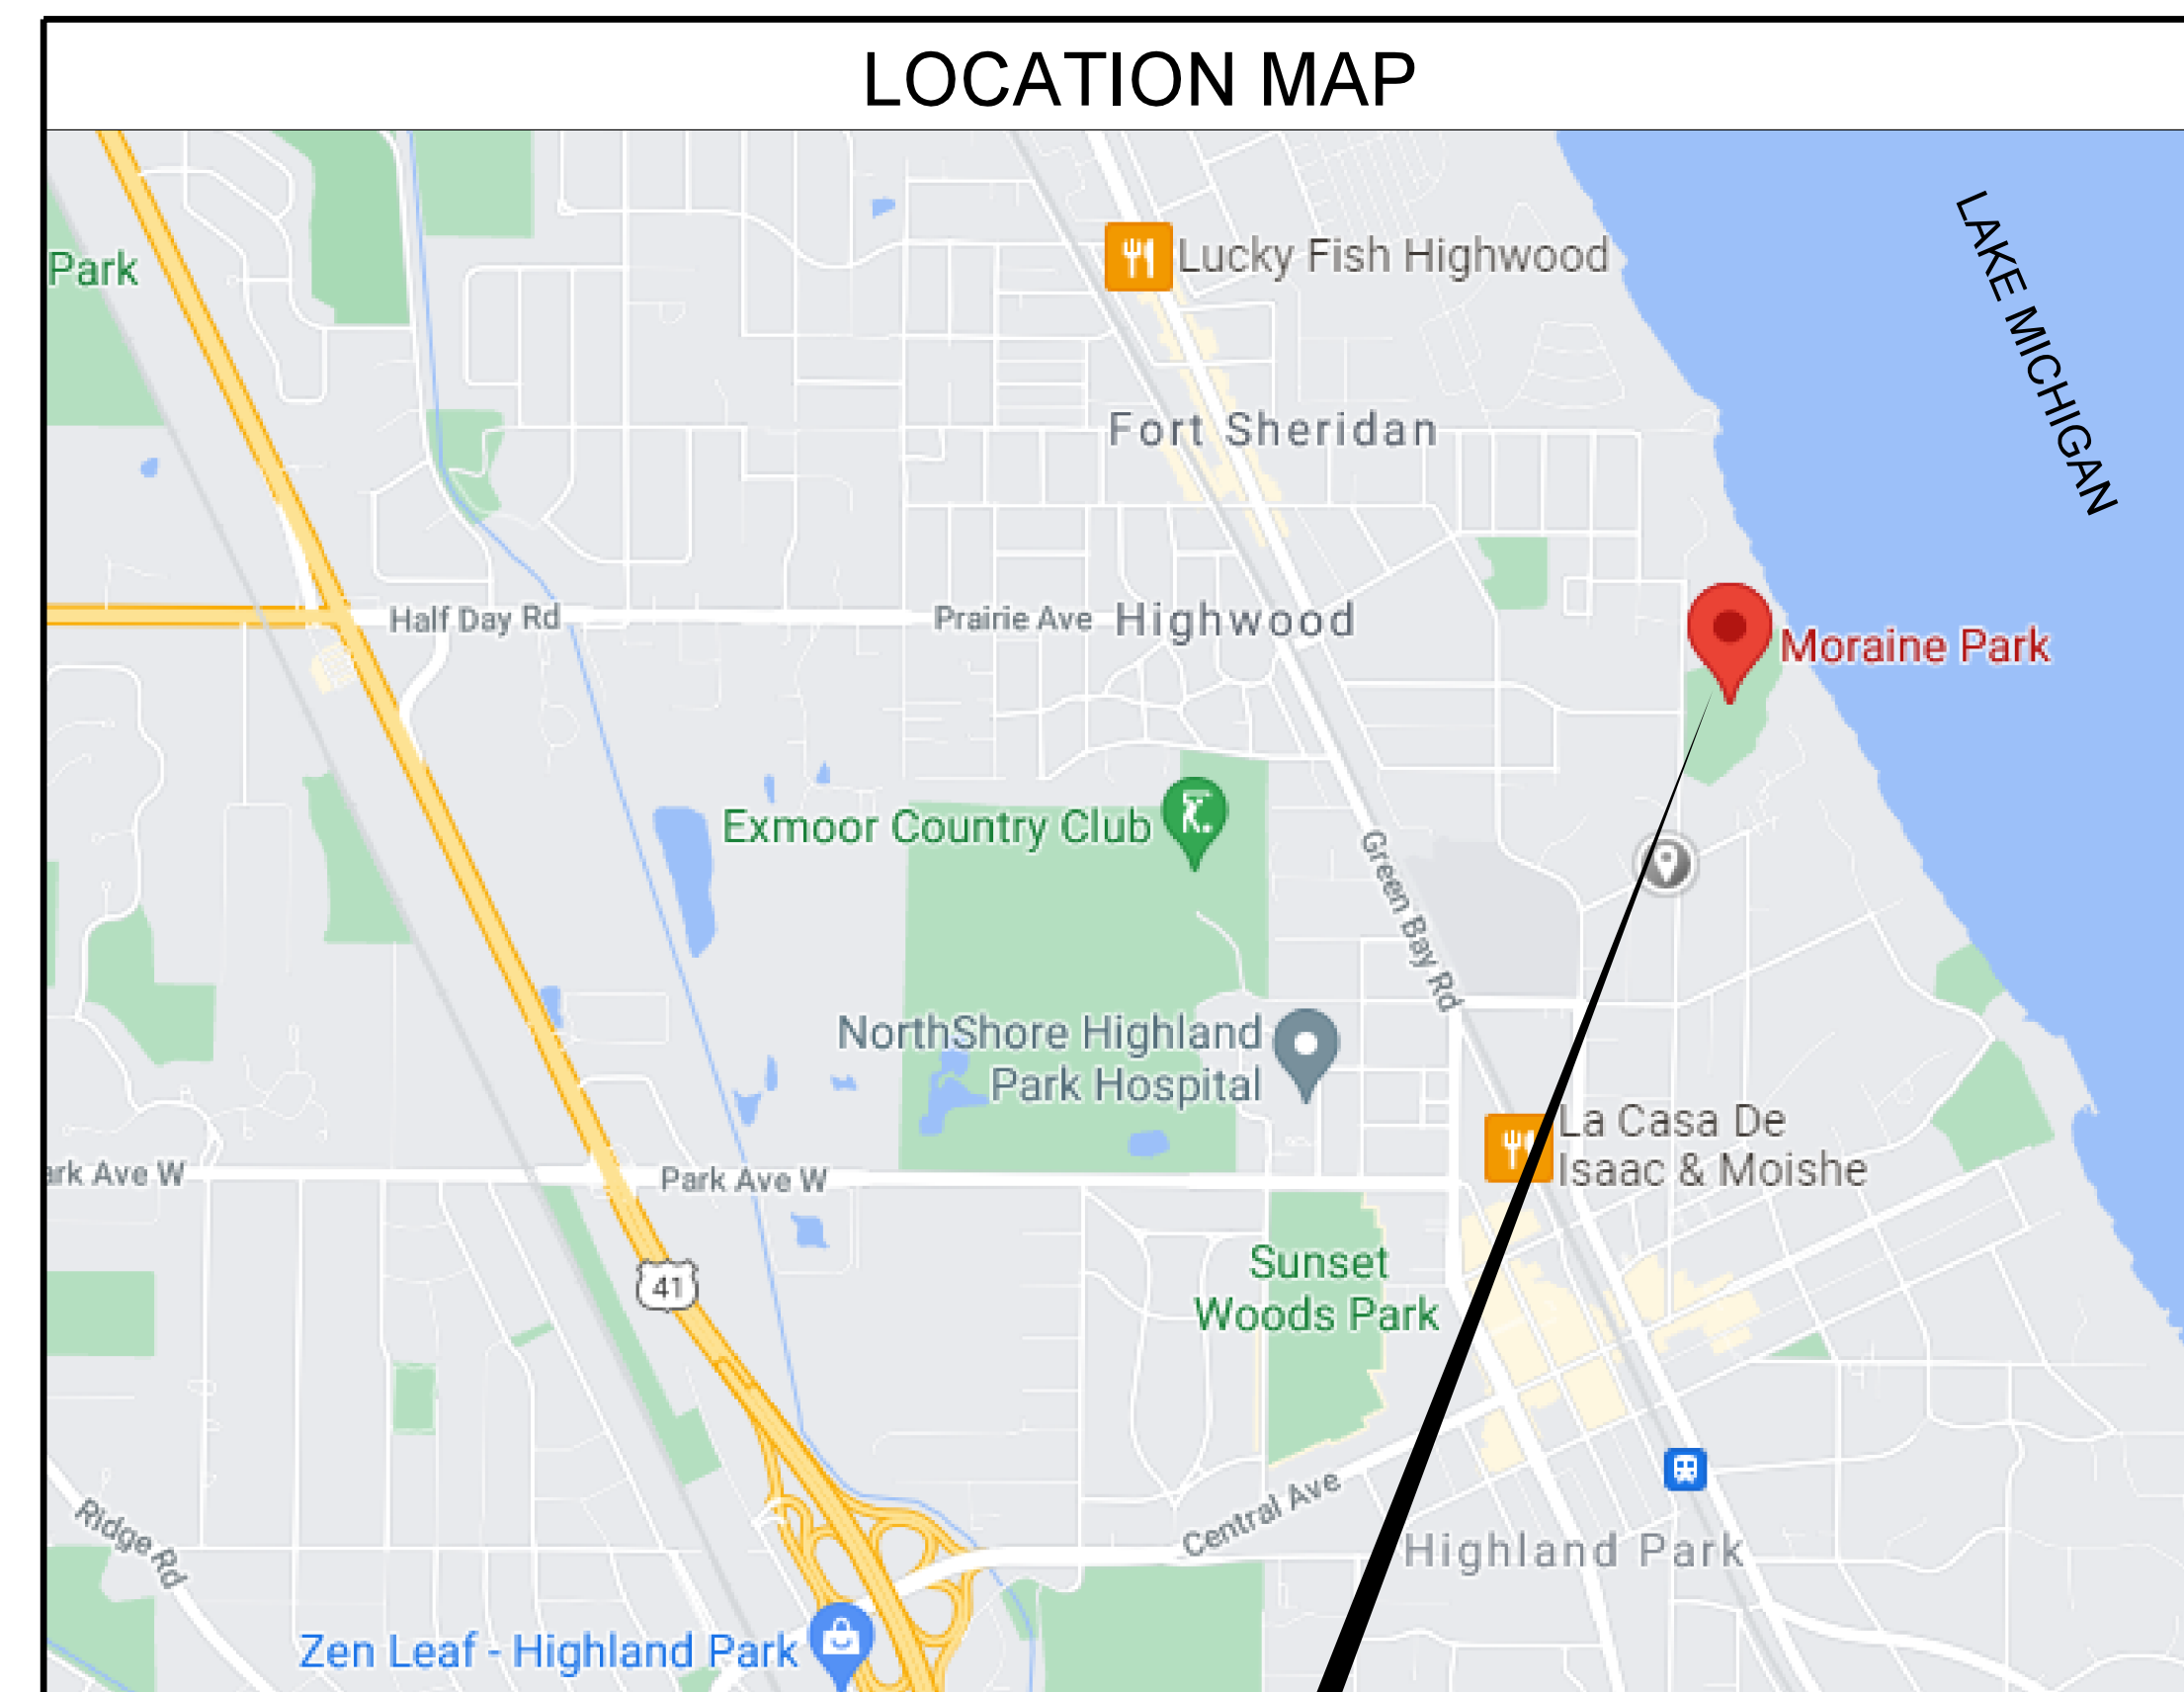 LOCATION MAP
LAKE MICHIGAN
Lucky Fish Highwood
Park
Fort Sheridan
Half Day Rd
Prairie Ave
Highwood
Moraine Park
Exmoor Country Club
Green Bay Rd
NorthShore Highland
Park Hospital
La Casa De
Isaac & Moishe
ark Ave W
Park Ave W
Sunset
Woods Park
41
Central Ave
Ridge Rd
Highland Park
Zen Leaf - Highland Park